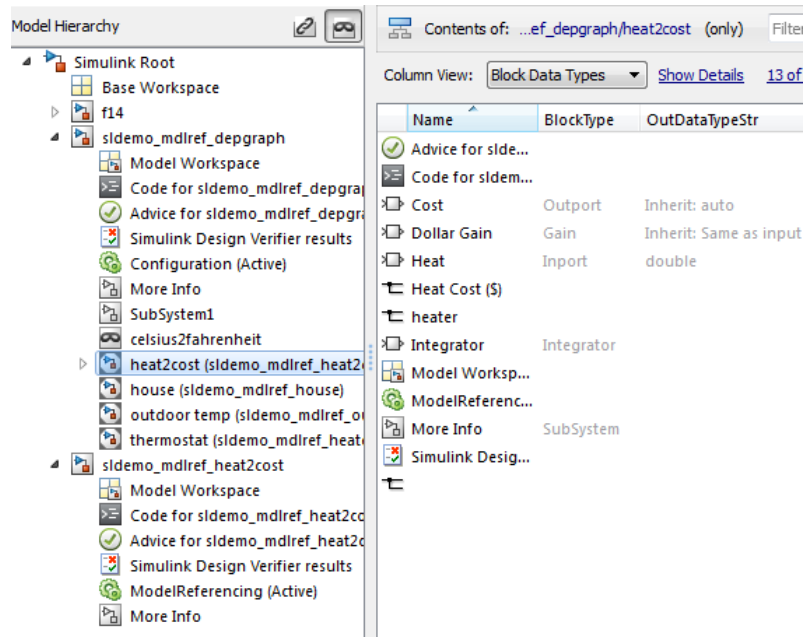 Model Hierarchy
Simulink Root
Base Workspace
f14
sldemo_mdlref_depgraph
Model Workspace
Code for sldemo_mdlref_depgra
Advice for sldemo_mdlref_depgr
Simulink Design Verifier results
Configuration (Active)
More Info
SubSystem1
celsius2fahrenheit
heat2cost (sldemo_mdlref_heat2
house (sldemo_mdlref_house)
outdoor temp (sldemo_mdlref_o
thermostat (sldemo_mdlref_heat
sldemo_mdlref_heat2cost
Model Workspace
Code for sldemo_mdlref_heat2co
Advice for sldemo_mdlref_heat2c
Simulink Design Verifier results
ModelReferencing (Active)
More Info
Contents of: ...ef_depgraph/heat2cost (only) Filter
Column View: Block Data Types Show Details 13 of
Name BlockType OutDataTypeStr
Advice for slde...
Code for sldem...
Cost Outport Inherit: auto
Dollar Gain Gain Inherit: Same as input
Heat Inport double
Heat Cost ($)
heater
Integrator Integrator
Model Worksp...
ModelReferenc...
More Info SubSystem
Simulink Desig...